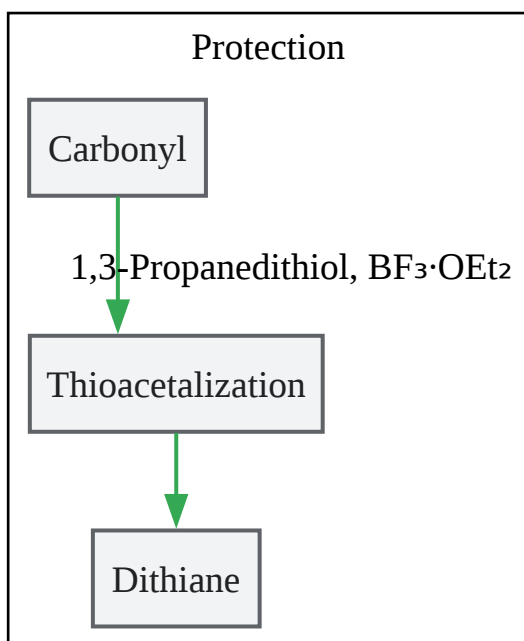 Protection
Carbonyl
1,3-Propanedithiol, BF₃·OEt₂
Thioacetalization
Dithiane